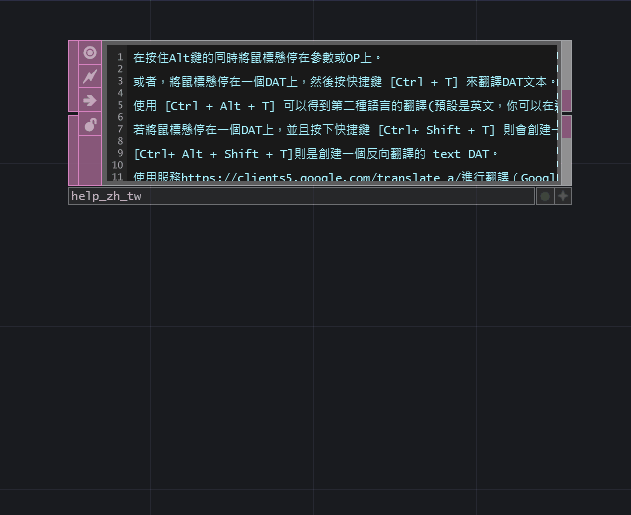 1 在按住Alt鍵的同時將鼠標懸停在參數或OP上。
2
3 或者，將鼠標懸停在一個DAT上，然後按快捷鍵 [Ctrl + T] 來翻譯DAT文本。
4
5 使用 [Ctrl + Alt + T] 可以得到第二種語言的翻譯(預設是英文，你可以在
6
7 若將鼠標懸停在一個DAT上，並且按下快捷鍵 [Ctrl+ Shift + T] 則會創建一
8
9 [Ctrl+ Alt + Shift + T]則是創建一個反向翻譯的 text DAT。
10
11 使用服務https://clients5.google.com/translate_a/進行翻譯（Googl
help_zh_tw